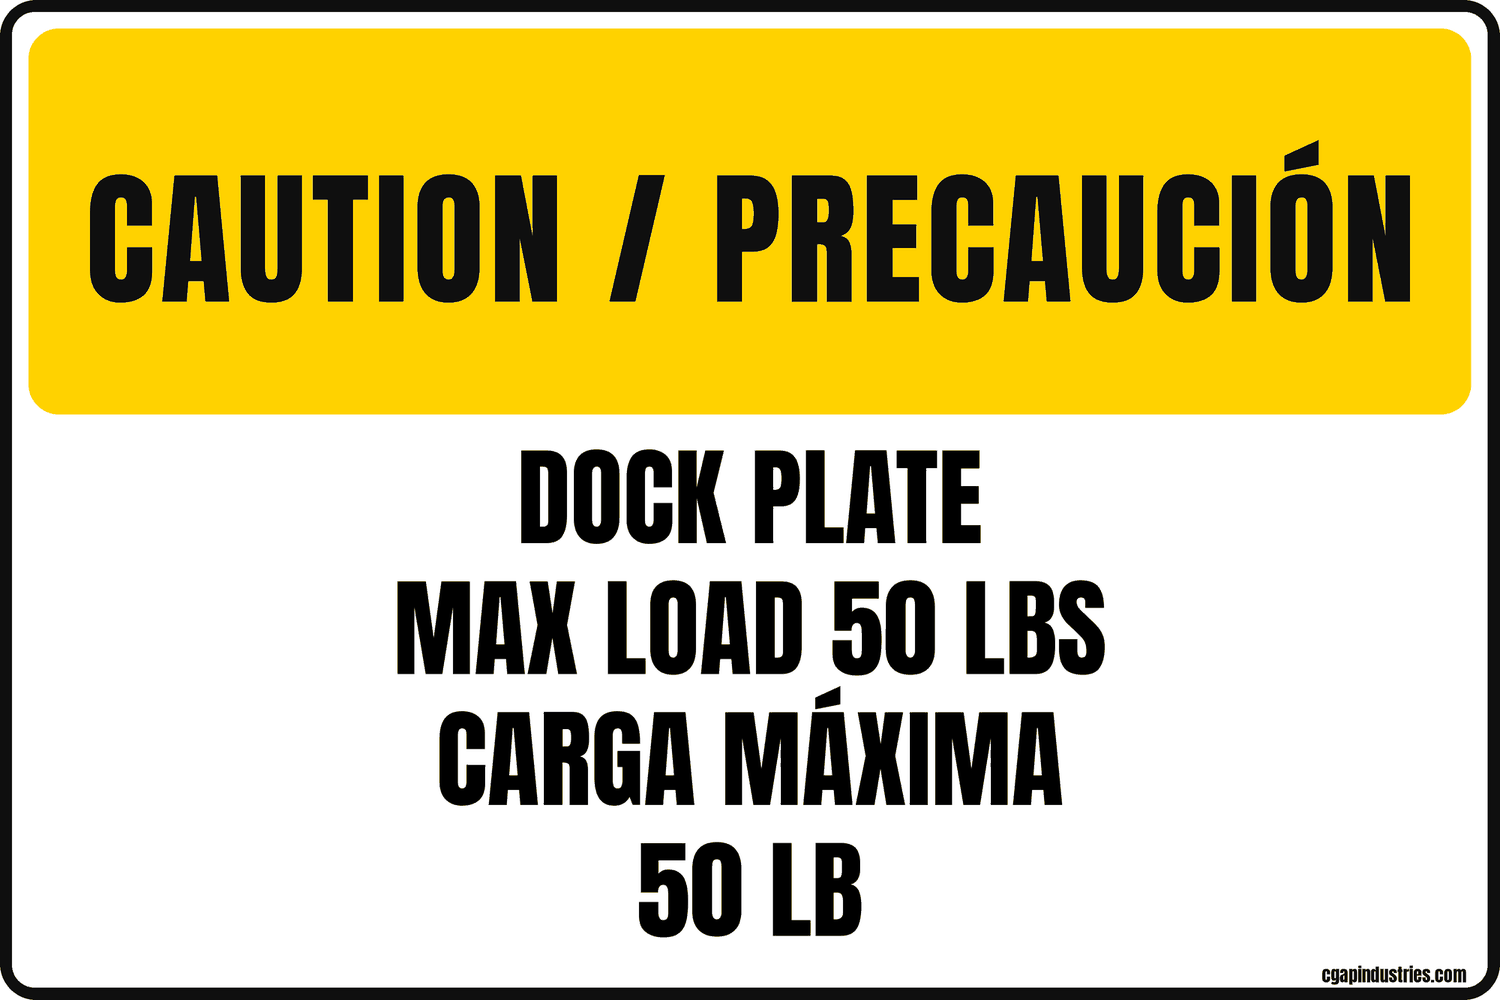 CAUTION / PRECAUCIÓN
DOCK PLATE
MAX LOAD 50 LBS
CARGA MÁXIMA
50 LB
cgapindustries.com